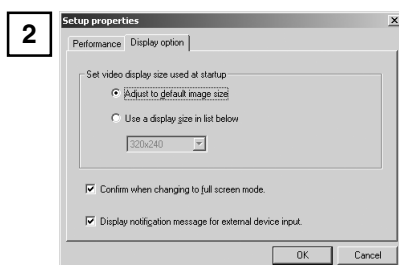 2
Setup properties
Performance Display option
Set video display size used at startup
Adjust to default image size
Use a display size in list below
320x240
Confirm when changing to full screen mode.
Display notification message for external device input.
OK Cancel